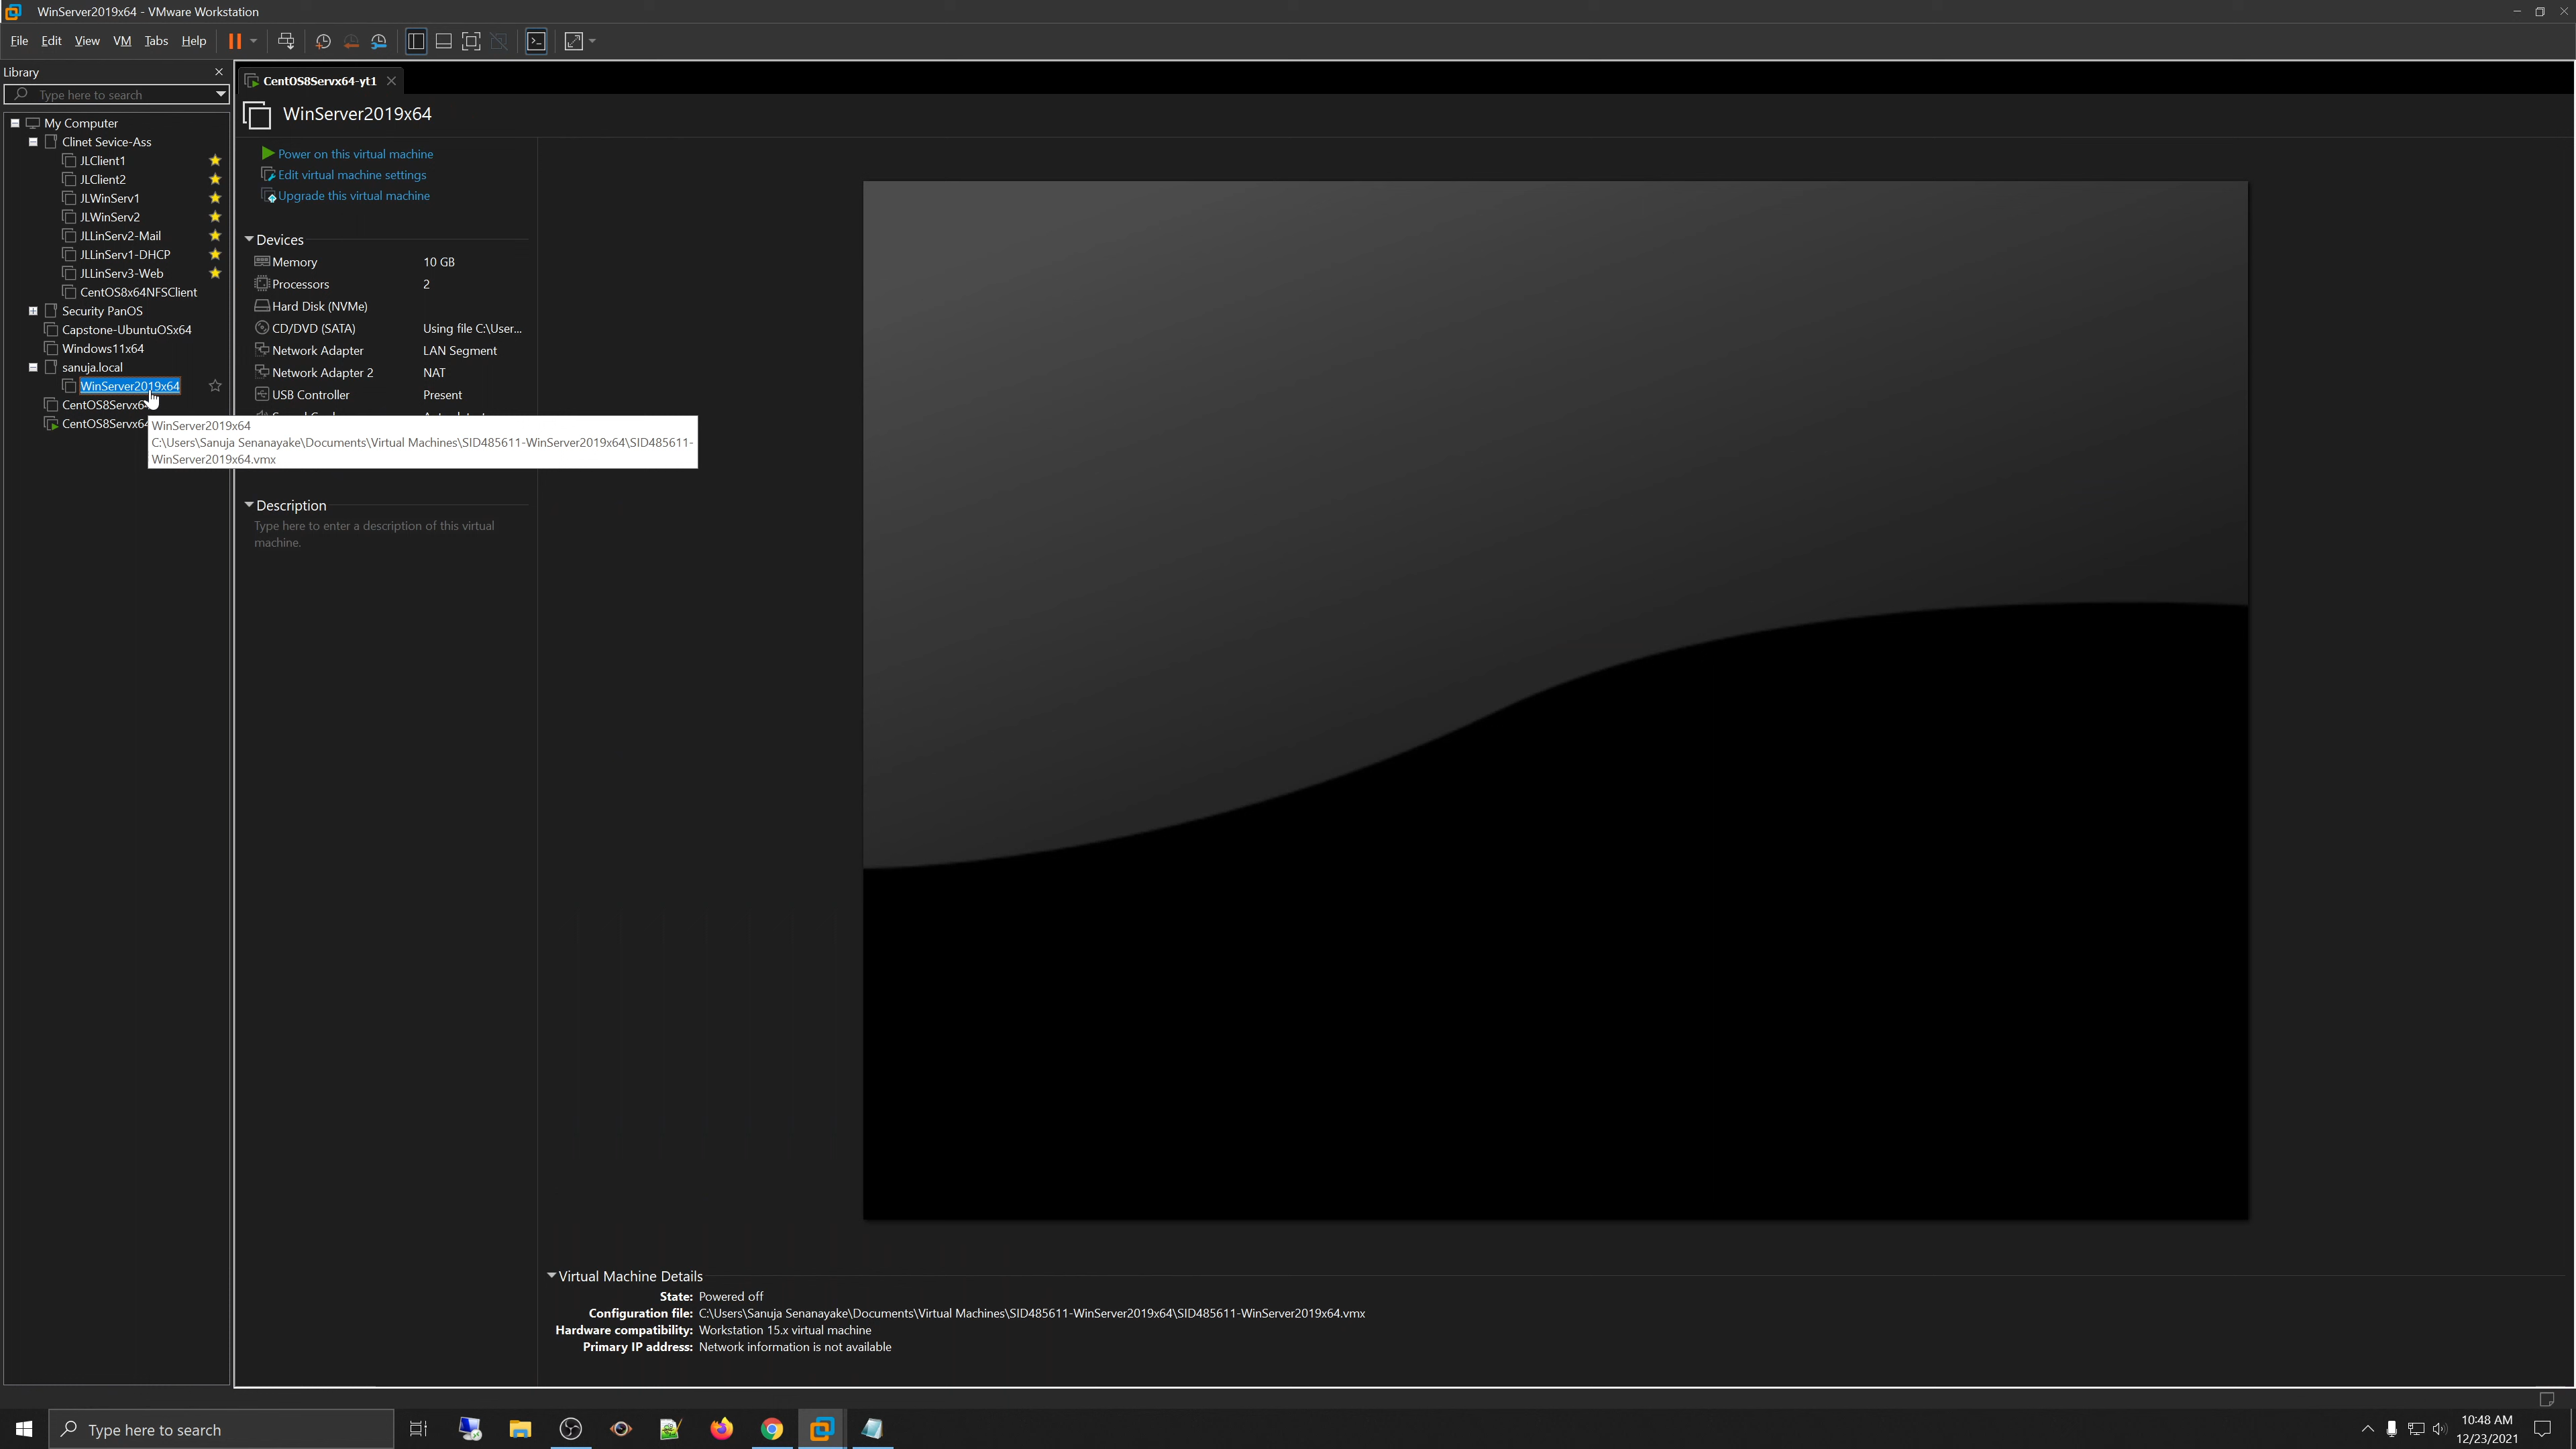 WinServer2019x64 - VMware Workstation
File Edit View VM Tabs Help
Library
Type here to search
My Computer
Clinet Sevice-Ass
JLClient1
JLClient2
JLWinServ1
JLWinServ2
JLLinServ2-Mail
JLLinServ1-DHCP
JLLinServ3-Web
CentOS8x64NFSClient
Security PanOS
Capstone-UbuntuOSx64
Windows11x64
sanuja.local
WinServer2019x64
CentOS8Servx6
CentOS8Servx64
WinServer2019x64
C:\Users\Sanuja Senanayake\Documents\Virtual Machines\SID485611-WinServer2019x64\SID485611-
WinServer2019x64.vmx
CentOS8Servx64-yt1
WinServer2019x64
Power on this virtual machine
Edit virtual machine settings
Upgrade this virtual machine
Devices
Memory 10 GB
Processors 2
Hard Disk (NVMe)
CD/DVD (SATA) Using file C:\User...
Network Adapter LAN Segment
Network Adapter 2 NAT
USB Controller Present
Description
Type here to enter a description of this virtual
machine.
Virtual Machine Details
State: Powered off
Configuration file: C:\Users\Sanuja Senanayake\Documents\Virtual Machines\SID485611-WinServer2019x64\SID485611-WinServer2019x64.vmx
Hardware compatibility: Workstation 15.x virtual machine
Primary IP address: Network information is not available
Type here to search
10:48 AM
12/23/2021